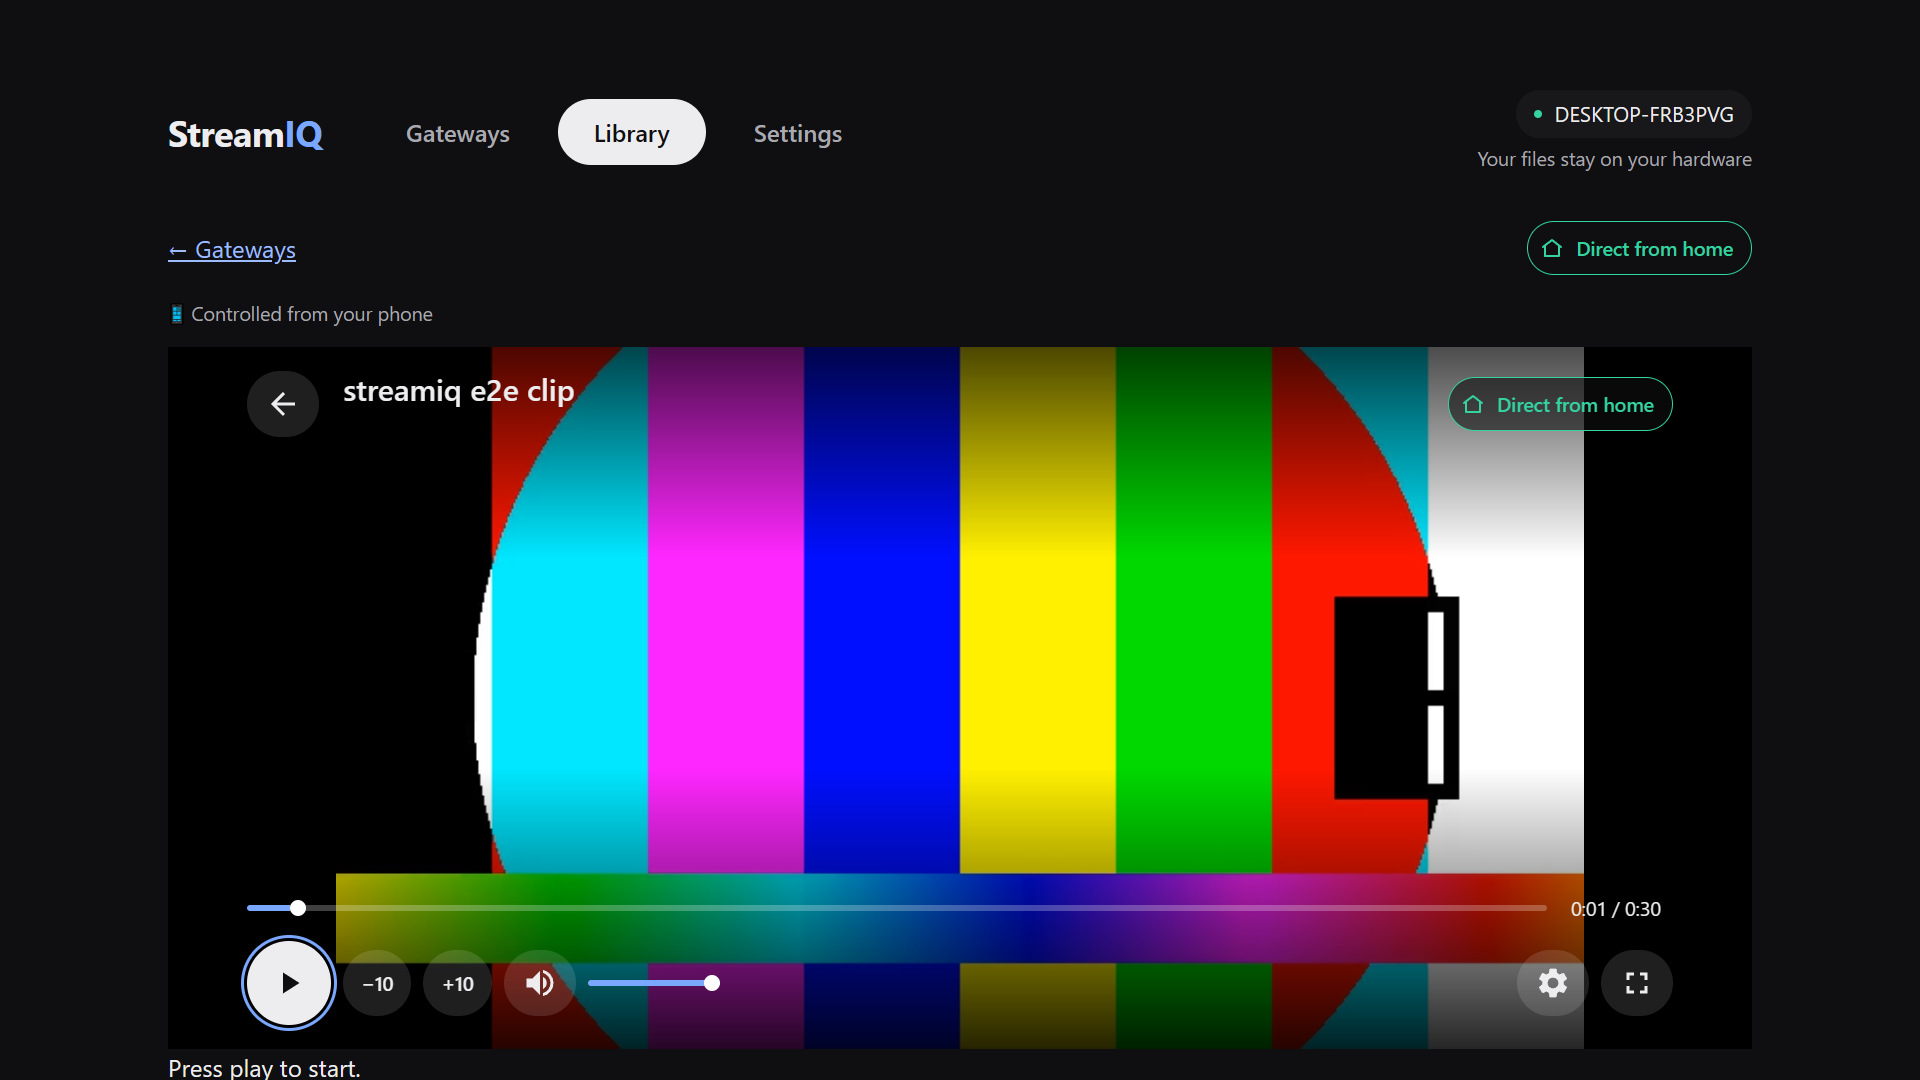 StreamIQ
Gateways
Library
Settings
DESKTOP-FRB3PVG
Your files stay on your hardware
← Gateways
Direct from home
Controlled from your phone
streamiq e2e clip
Direct from home
0:01 / 0:30
−10
+10
Press play to start.